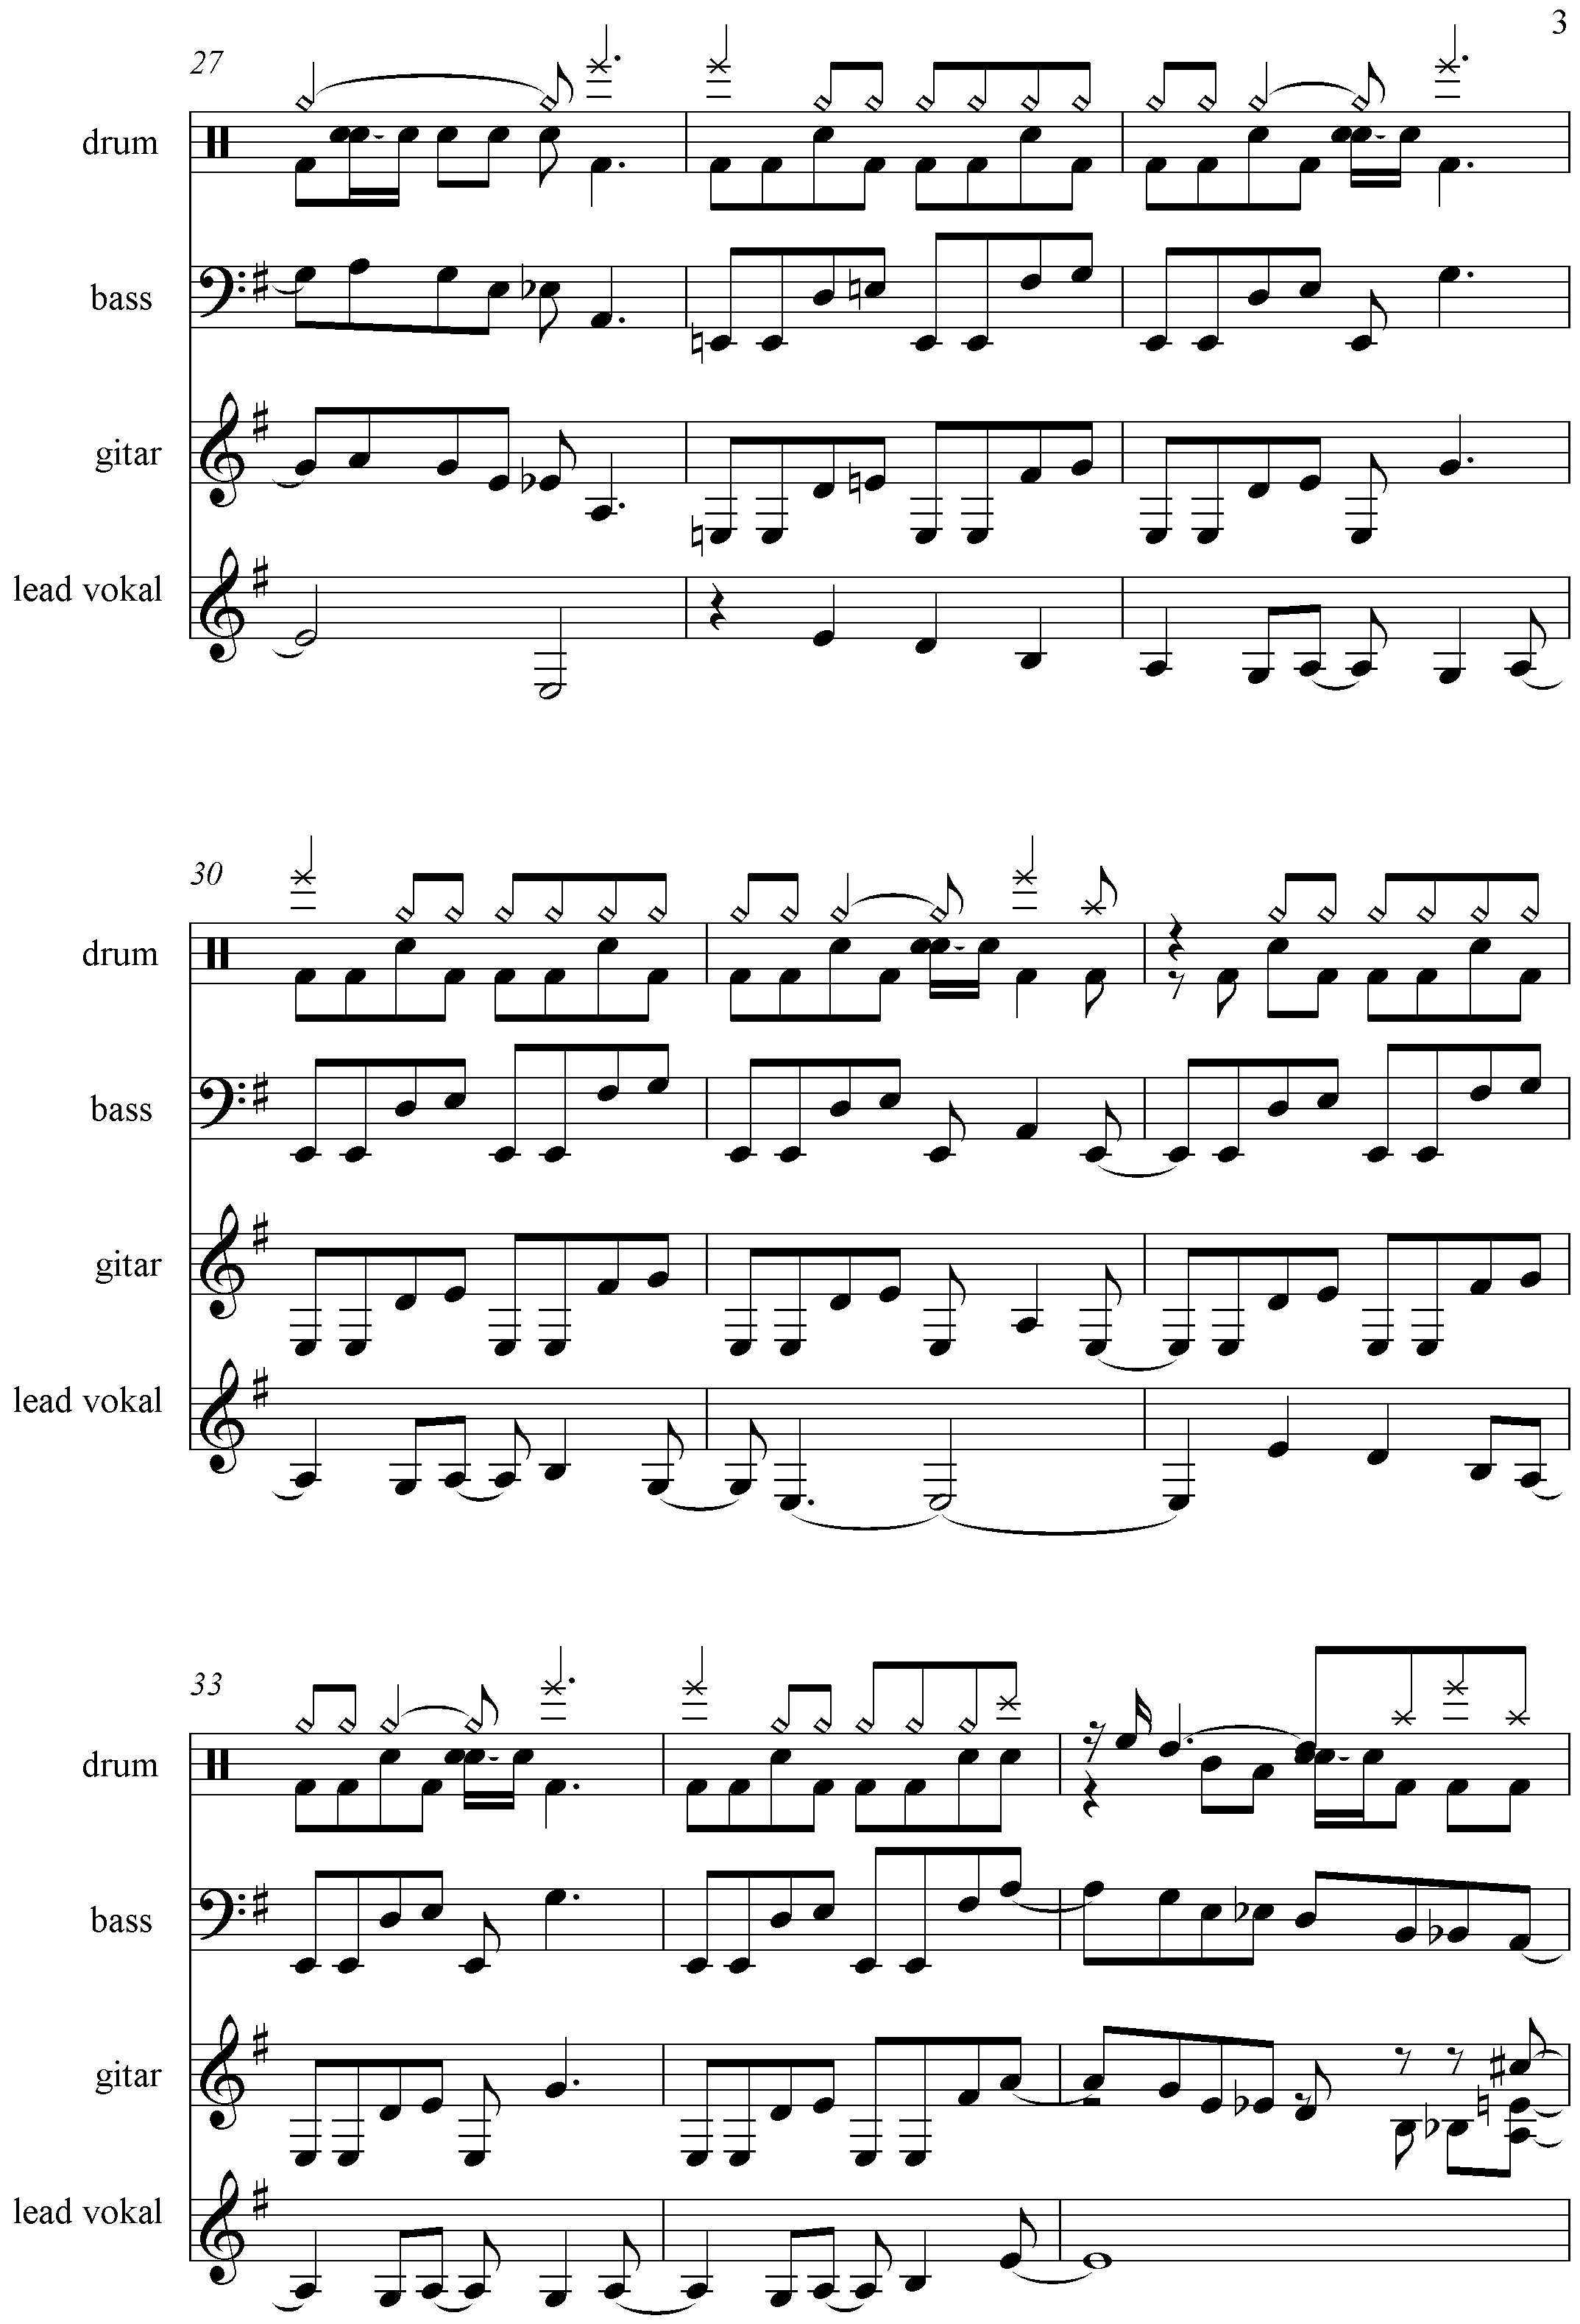 3
27
drum
bass
gitar
lead vokal
30
drum
bass
gitar
lead vokal
33
drum
bass
gitar
lead vokal